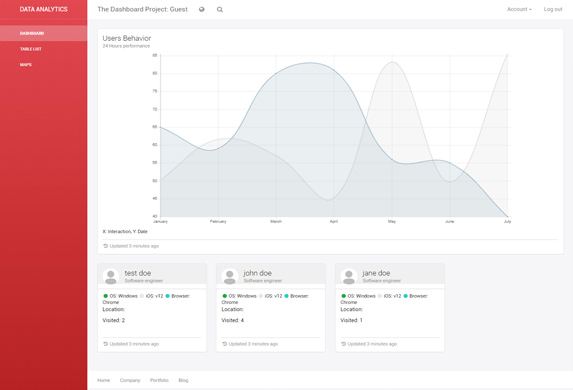 DATA ANALYTICS
The Dashboard Project: Guest
Account
Log out
DASHBOARD
TABLE LIST
MAPS
Users Behavior
24 Hours performance
85
80
75
70
65
60
55
50
45
40
January February March April May June July
X: Interaction, Y: Date
Updated 3 minutes ago
test doe
Software engineer
OS: Windows iOS: v12 Browser:
Chrome
Location:
Visited: 2
Updated 3 minutes ago
john doe
Software engineer
OS: Windows iOS: v12 Browser:
Chrome
Location:
Visited: 4
Updated 3 minutes ago
jane doe
Software engineer
OS: Windows iOS: v12 Browser:
Chrome
Location:
Visited: 1
Updated 3 minutes ago
Home Company Portfolio Blog